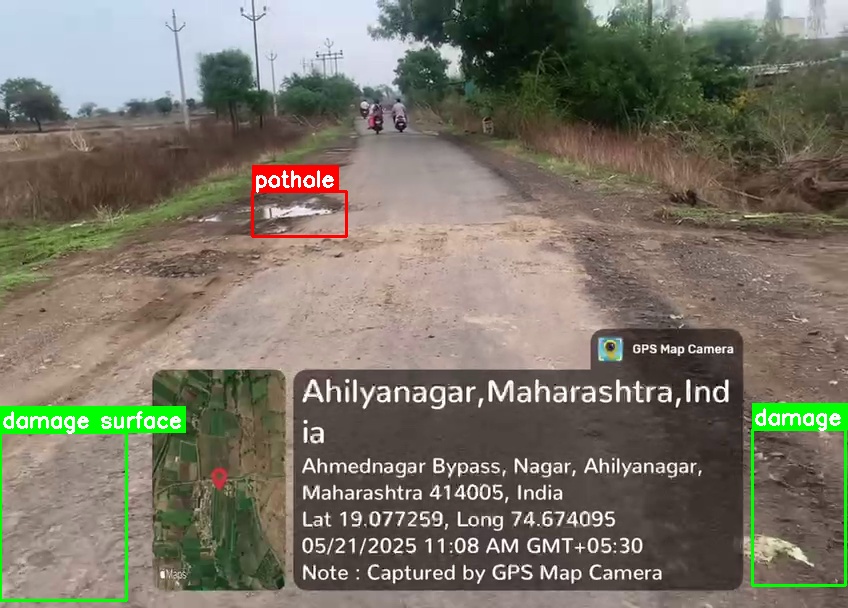 pothole
GPS Map Camera
Ahilyanagar,Maharashtra,Ind
ia
damage surface
damage
Ahmednagar Bypass, Nagar, Ahilyanagar,
Maharashtra 414005, India
Lat 19.077259, Long 74.674095
05/21/2025 11:08 AM GMT+05:30
Note : Captured by GPS Map Camera
Maps